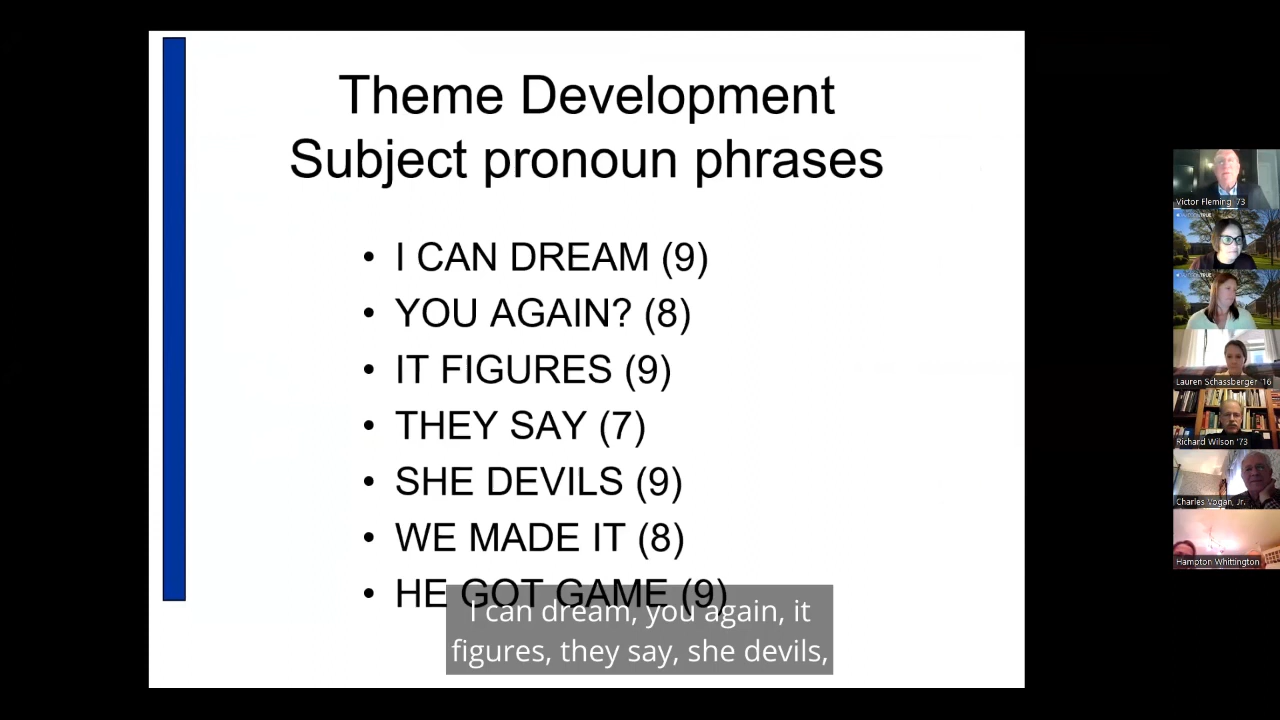 Theme Development
Subject pronoun phrases
• I CAN DREAM (9)
• YOU AGAIN? (8)
• IT FIGURES (9)
• THEY SAY (7)
• SHE DEVILS (9)
• WE MADE IT (8)
• HE GOT GAME (9)
I can dream, you again, it
figures, they say, she devils,
Victor Fleming '73
Lauren Schassberger '16
Richard Wilson '73
Charles Vogan, Jr.
Hampton Whittington